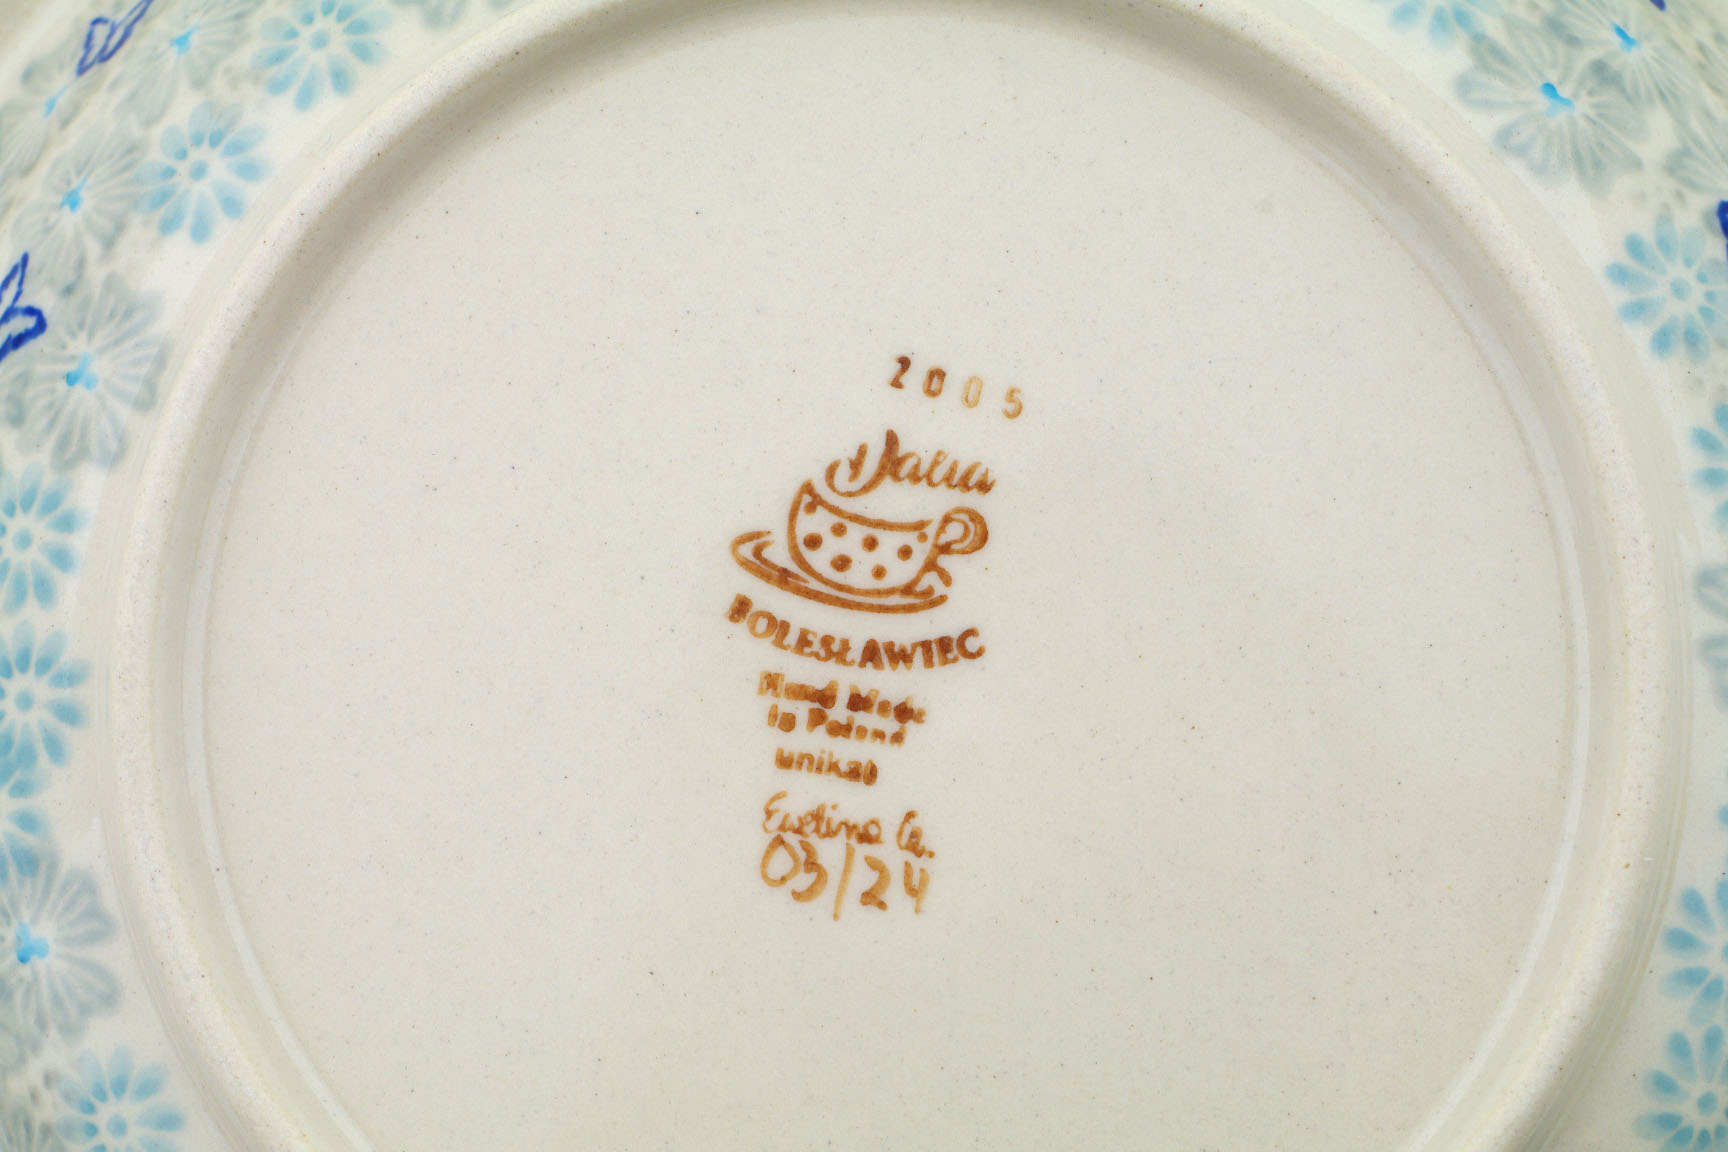 2005
Dalia
BOLESŁAWIEC
Hand Made
in Poland
unikat
Ewelina
03/24